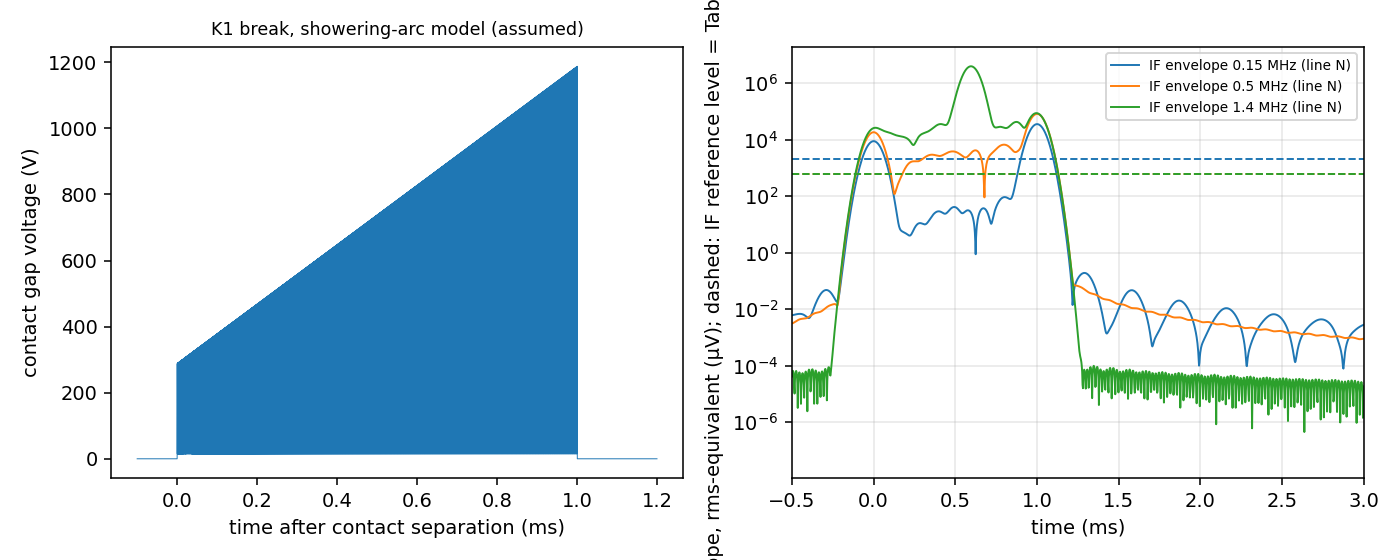 K1 break, showering-arc model (assumed)
contact gap voltage (V)
1200
1000
800
600
400
200
0
0.0 0.2 0.4 0.6 0.8 1.0 1.2
time after contact separation (ms)
rms-equivalent (µV); dashed: IF reference level =
10⁶
10⁴
10²
10⁰
10⁻²
10⁻⁴
10⁻⁶
IF envelope 0.15 MHz (line N)
IF envelope 0.5 MHz (line N)
IF envelope 1.4 MHz (line N)
−0.5 0.0 0.5 1.0 1.5 2.0 2.5 3.0
time (ms)